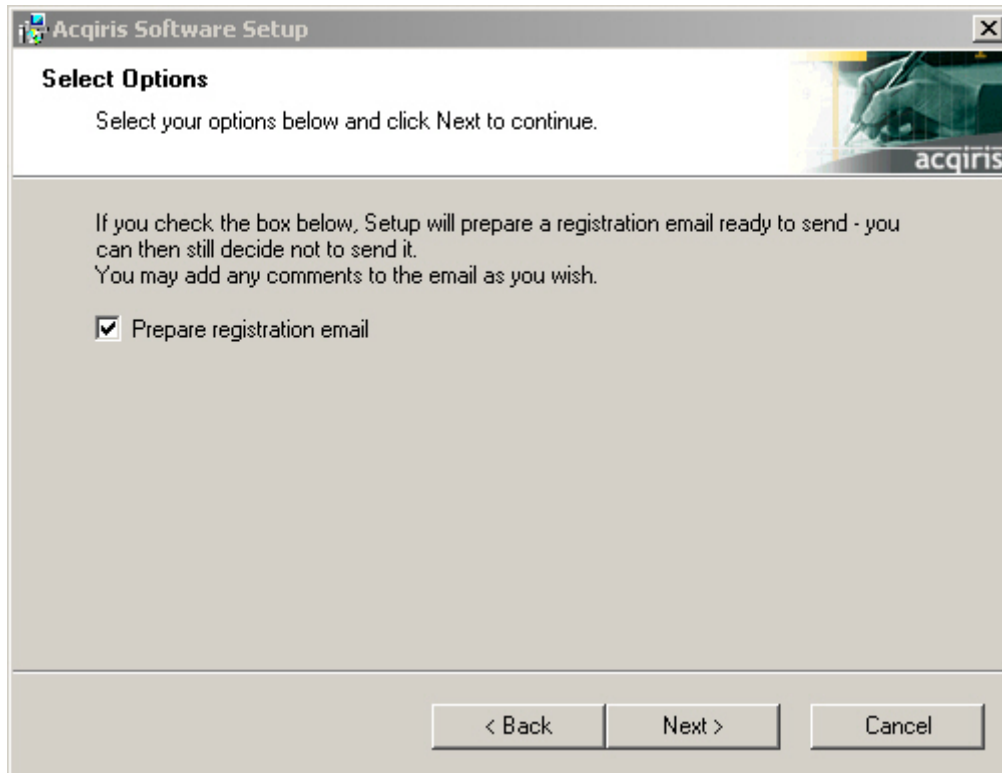 Acqiris Software Setup
Select Options
Select your options below and click Next to continue.
acqiris
If you check the box below, Setup will prepare a registration email ready to send - you
can then still decide not to send it.
You may add any comments to the email as you wish.
Prepare registration email
< Back
Next >
Cancel